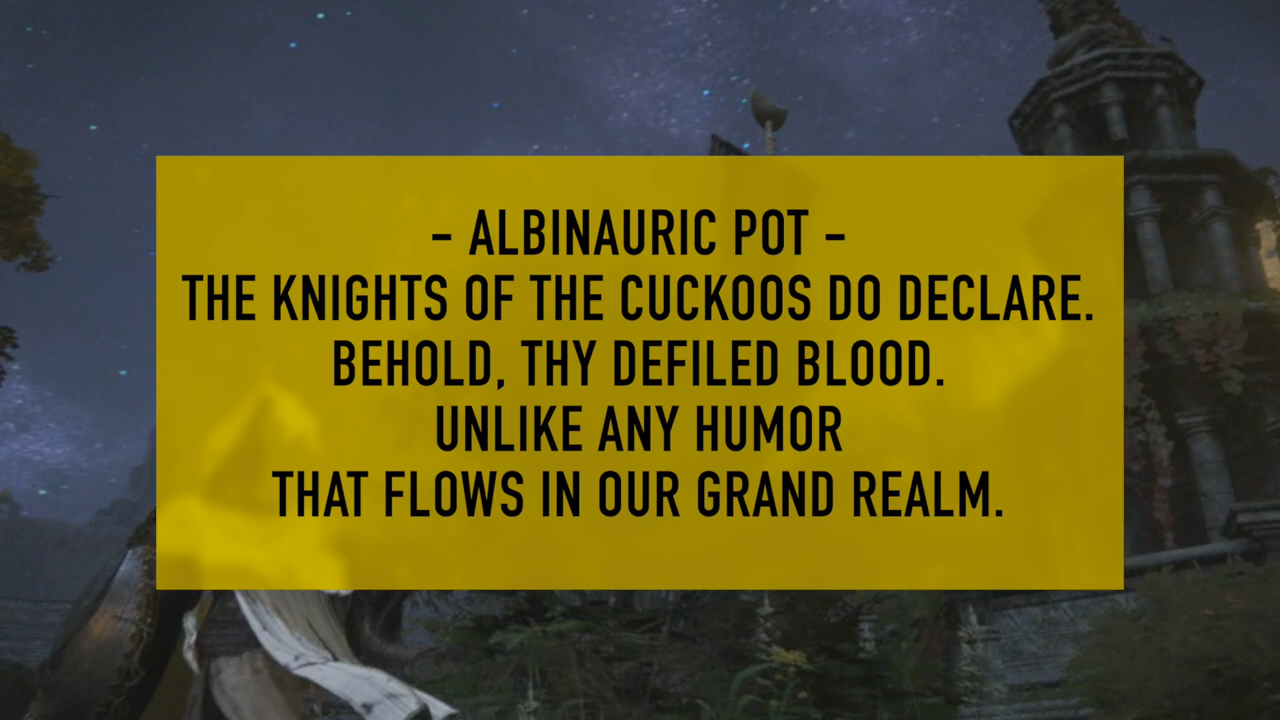 - ALBINAURIC POT -
THE KNIGHTS OF THE CUCKOOS DO DECLARE.
BEHOLD, THY DEFILED BLOOD.
UNLIKE ANY HUMOR
THAT FLOWS IN OUR GRAND REALM.